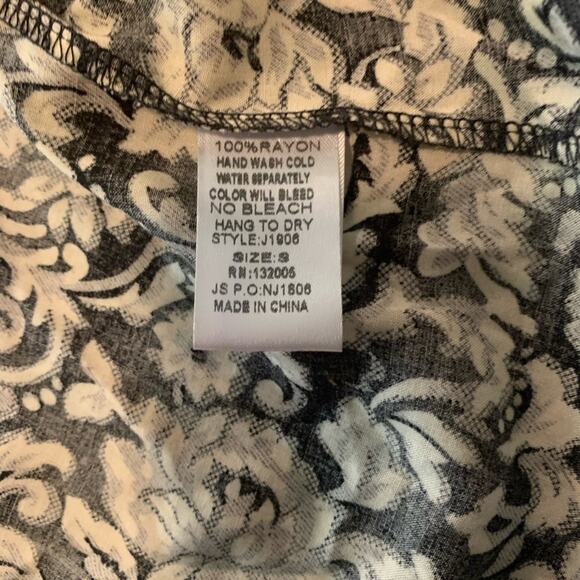 100%RAYON
HAND WASH COLD
WATER SEPARATELY
COLOR WILL BLEED
NO BLEACH
HANG TO DRY
STYLE:J1906
SIZE:S
RN:132005
JS P.O:NJ1806
MADE IN CHINA